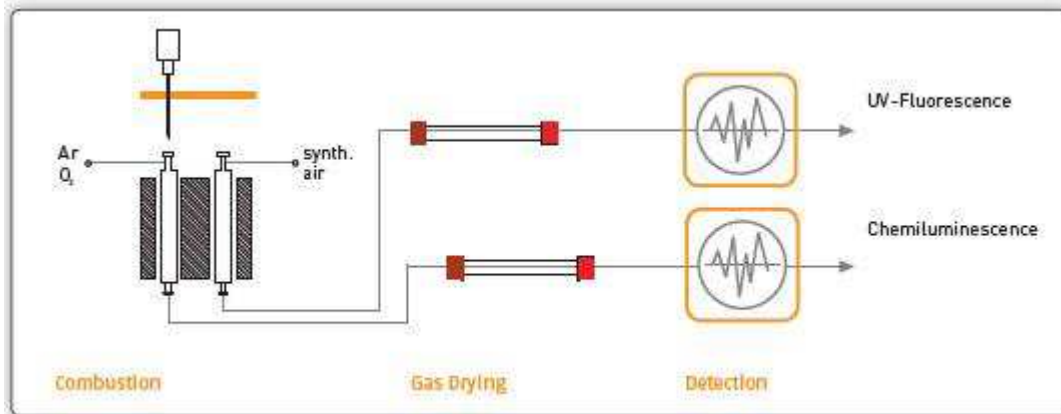 UV-Fluorescence
Ar
O₂
synth.
air
Chemiluminescence
Combustion
Gas Drying
Detection